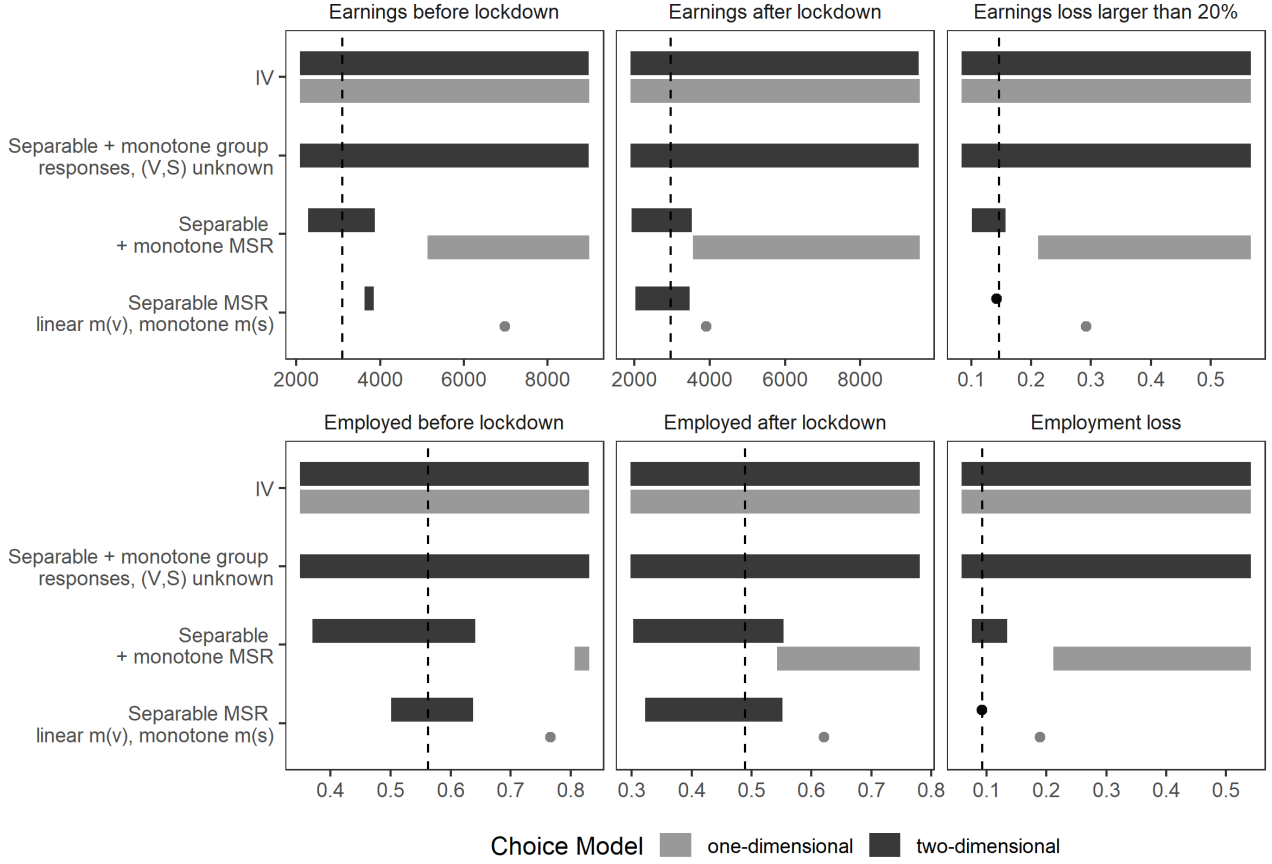 Earnings before lockdown
Earnings after lockdown
Earnings loss larger than 20%
IV
Separable + monotone group
responses, (V,S) unknown
Separable
+ monotone MSR
Separable MSR
linear m(v), monotone m(s)
2000 4000 6000 8000
2000 4000 6000 8000
0.1 0.2 0.3 0.4 0.5
Employed before lockdown
Employed after lockdown
Employment loss
IV
Separable + monotone group
responses, (V,S) unknown
Separable
+ monotone MSR
Separable MSR
linear m(v), monotone m(s)
0.4 0.5 0.6 0.7 0.8
0.3 0.4 0.5 0.6 0.7 0.8
0.1 0.2 0.3 0.4 0.5
Choice Model one-dimensional two-dimensional